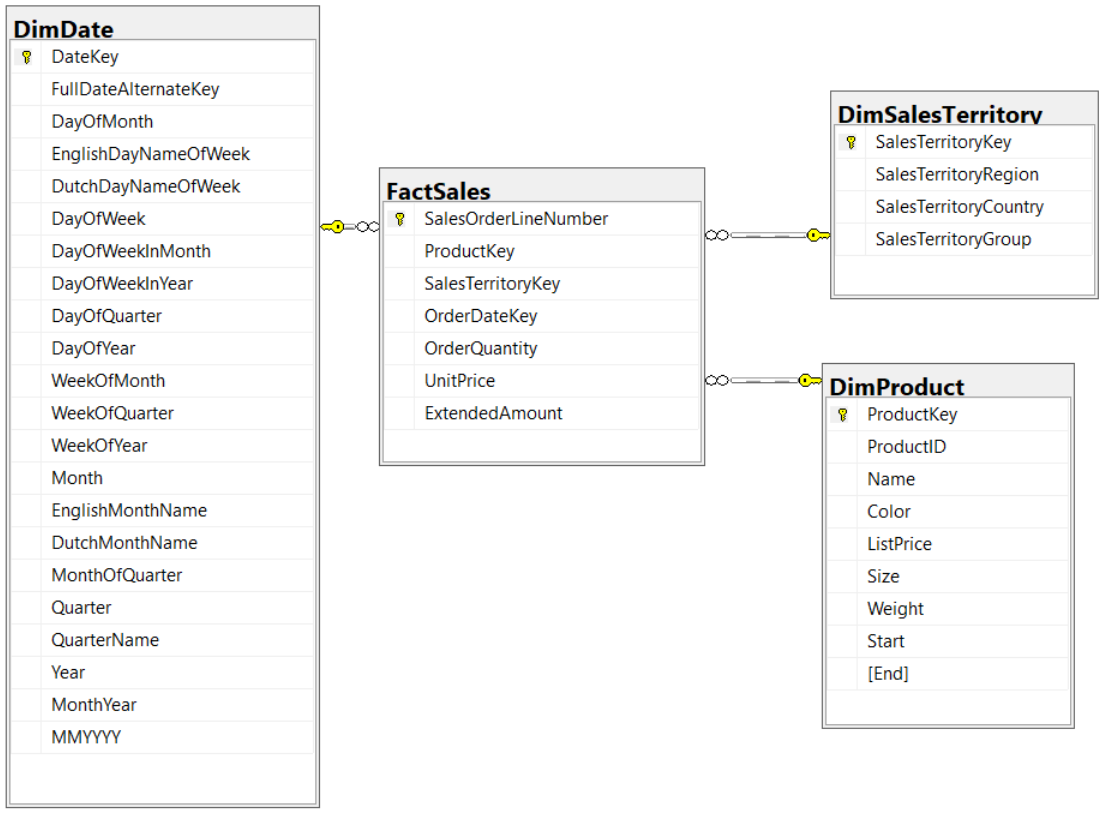 DimDate
DateKey
FullDateAlternateKey
DayOfMonth
EnglishDayNameOfWeek
DutchDayNameOfWeek
DayOfWeek
DayOfWeekInMonth
DayOfWeekInYear
DayOfQuarter
DayOfYear
WeekOfMonth
WeekOfQuarter
WeekOfYear
Month
EnglishMonthName
DutchMonthName
MonthOfQuarter
Quarter
QuarterName
Year
MonthYear
MMYYYY
FactSales
SalesOrderLineNumber
ProductKey
SalesTerritoryKey
OrderDateKey
OrderQuantity
UnitPrice
ExtendedAmount
DimSalesTerritory
SalesTerritoryKey
SalesTerritoryRegion
SalesTerritoryCountry
SalesTerritoryGroup
DimProduct
ProductKey
ProductID
Name
Color
ListPrice
Size
Weight
Start
[End]